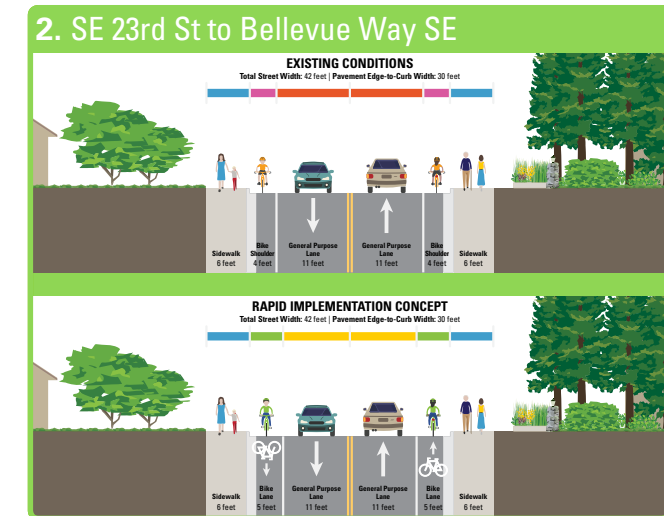 2. SE 23rd St to Bellevue Way SE
EXISTING CONDITIONS
Total Street Width: 42 feet | Pavement Edge-to-Curb Width: 30 feet
Sidewalk
6 feet
Bike
Shoulder
4 feet
General Purpose
Lane
11 feet
General Purpose
Lane
11 feet
Bike
Shoulder
4 feet
Sidewalk
6 feet
RAPID IMPLEMENTATION CONCEPT
Total Street Width: 42 feet | Pavement Edge-to-Curb Width: 30 feet
Sidewalk
6 feet
Bike
Lane
5 feet
General Purpose
Lane
11 feet
General Purpose
Lane
11 feet
Bike
Lane
5 feet
Sidewalk
6 feet